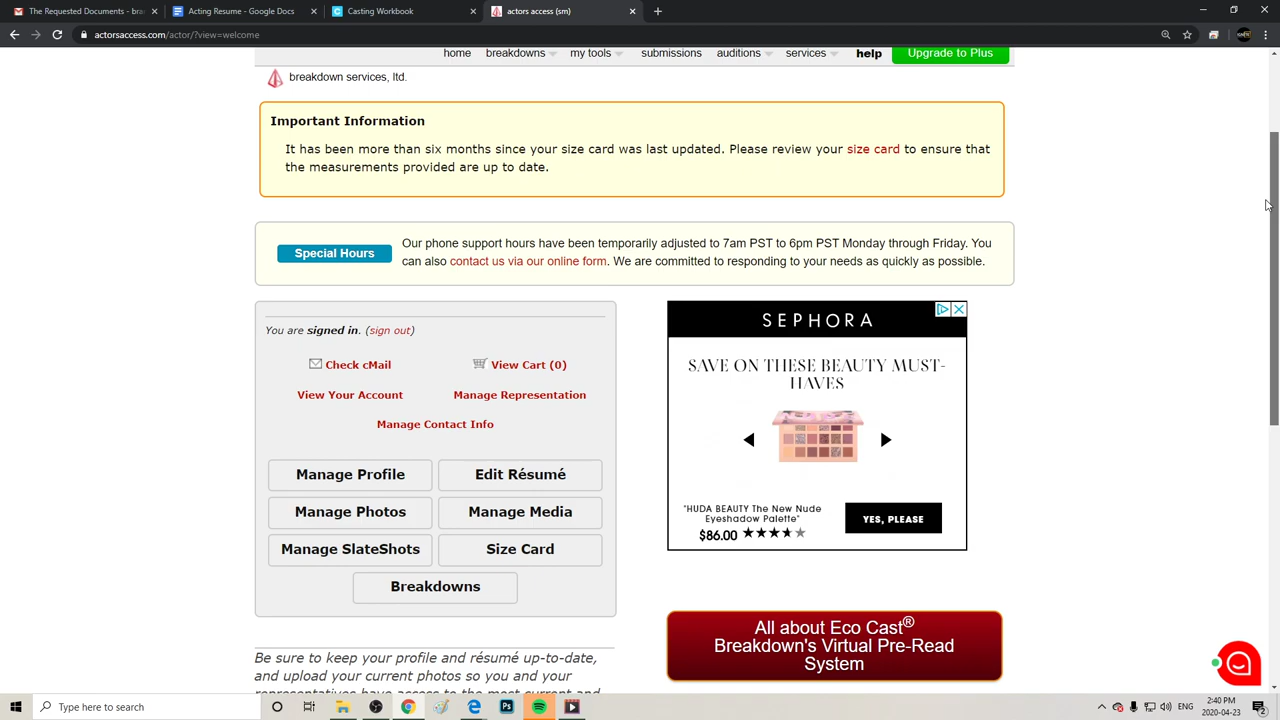 The Requested Documents - bra
Acting Resume - Google Docs
Casting Workbook
actors access (sm)
actorsaccess.com/actor/?view=welcome
home breakdowns my tools submissions auditions services help Upgrade to Plus
breakdown services, ltd.
Important Information
It has been more than six months since your size card was last updated. Please review your size card to ensure that
the measurements provided are up to date.
Special Hours
Our phone support hours have been temporarily adjusted to 7am PST to 6pm PST Monday through Friday. You
can also contact us via our online form. We are committed to responding to your needs as quickly as possible.
You are signed in. (sign out)
Check cMail View Cart (0)
View Your Account Manage Representation
Manage Contact Info
Manage Profile Edit Résumé
Manage Photos Manage Media
Manage SlateShots Size Card
Breakdowns
Be sure to keep your profile and résumé up-to-date,
and upload your current photos so you and your
representatives have access to the most current and
SEPHORA
SAVE ON THESE BEAUTY MUST-
HAVES
"HUDA BEAUTY The New Nude
Eyeshadow Palette"
$86.00
YES, PLEASE
All about Eco Cast®
Breakdown's Virtual Pre-Read
System
Type here to search
ENG
2:40 PM
2020-04-23
2